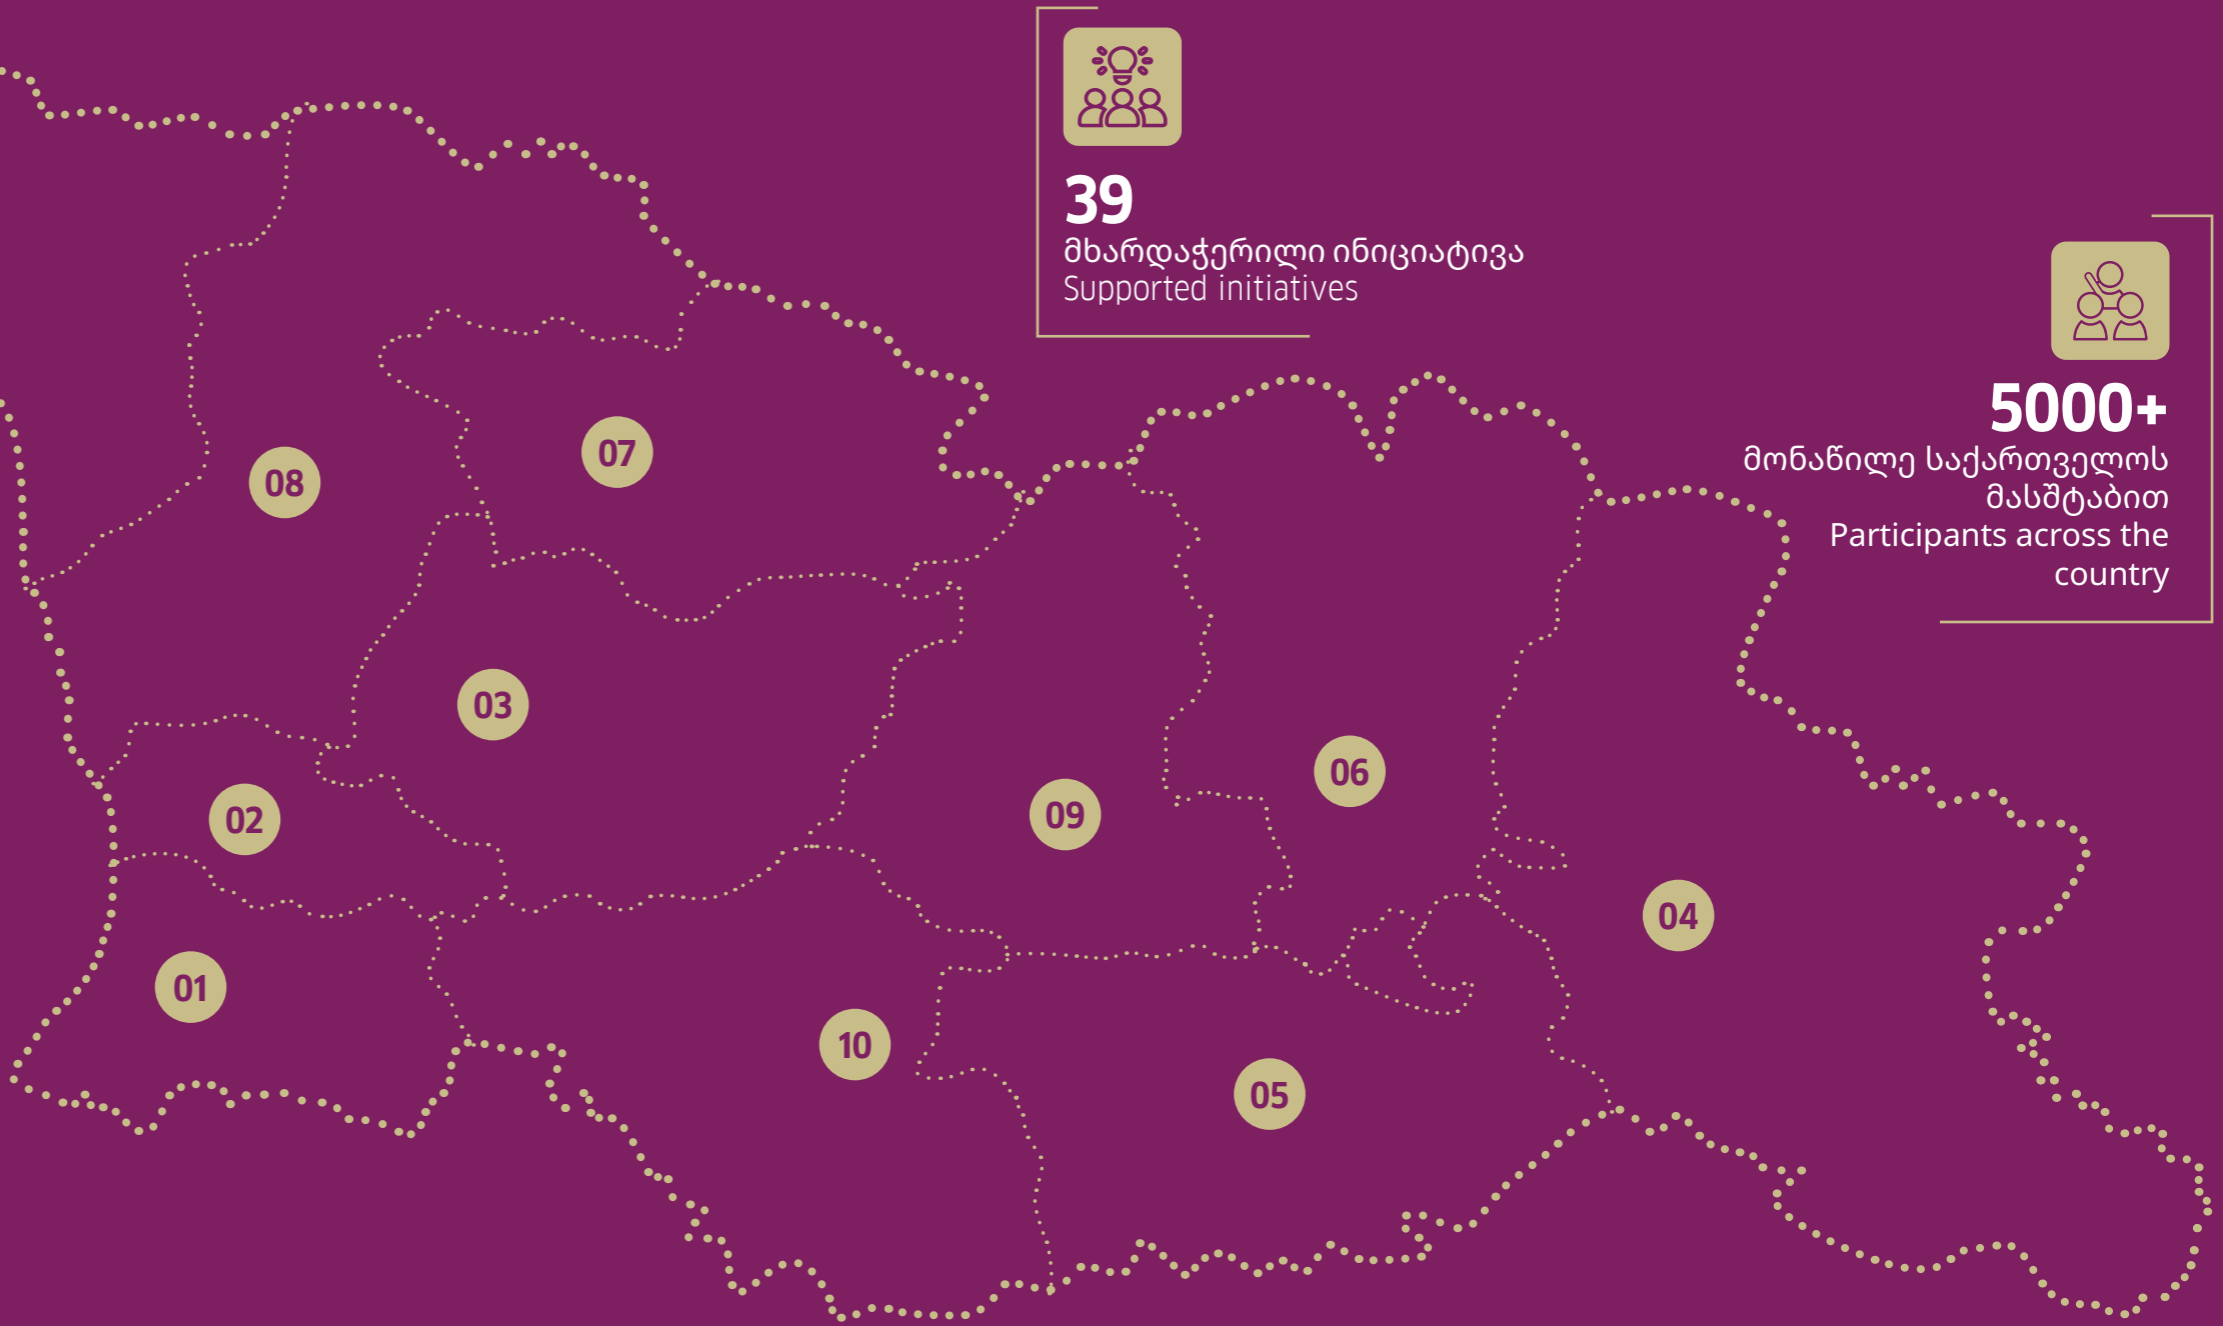 39
მხარდაჭერილი ინიციატივა
Supported initiatives
5000+
მონაწილე საქართველოს
მასშტაბით
Participants across the
country
07
08
03
06
02
09
04
01
10
05